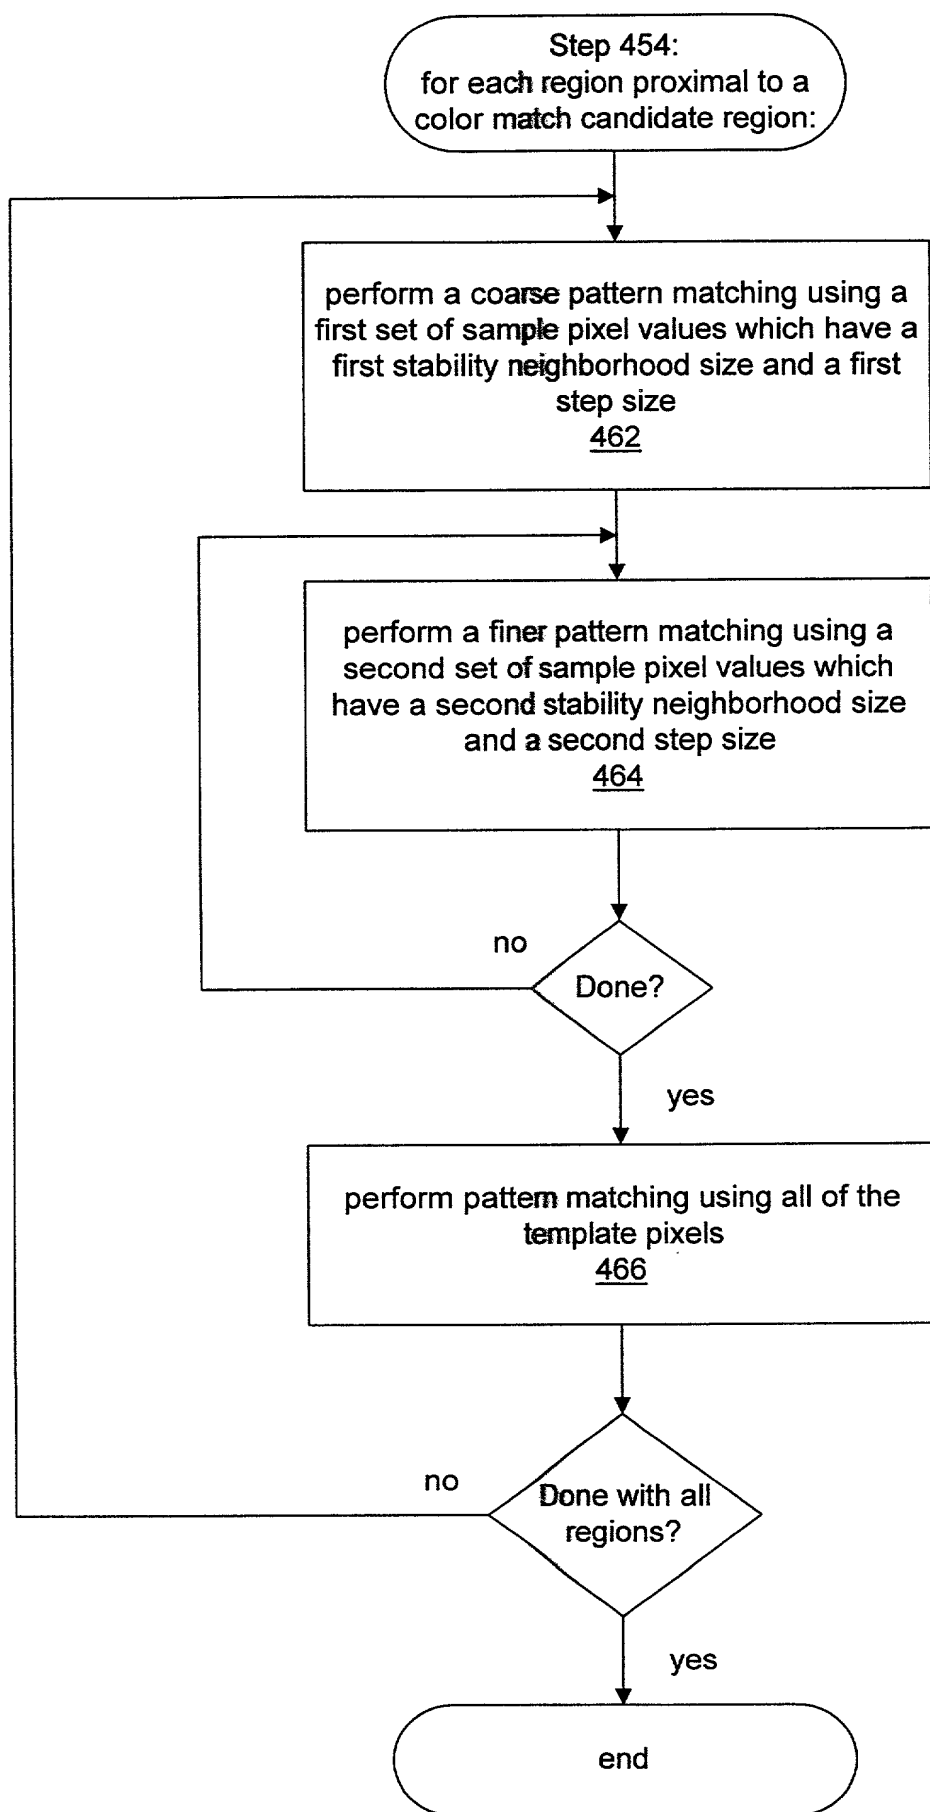 Step 454:
for each region proximal to a
color match candidate region:
perform a coarse pattern matching using a
first set of sample pixel values which have a
first stability neighborhood size and a first
step size
462
perform a finer pattern matching using a
second set of sample pixel values which
have a second stability neighborhood size
and a second step size
464
no
Done?
yes
perform pattern matching using all of the
template pixels
466
no
Done with all
regions?
yes
end